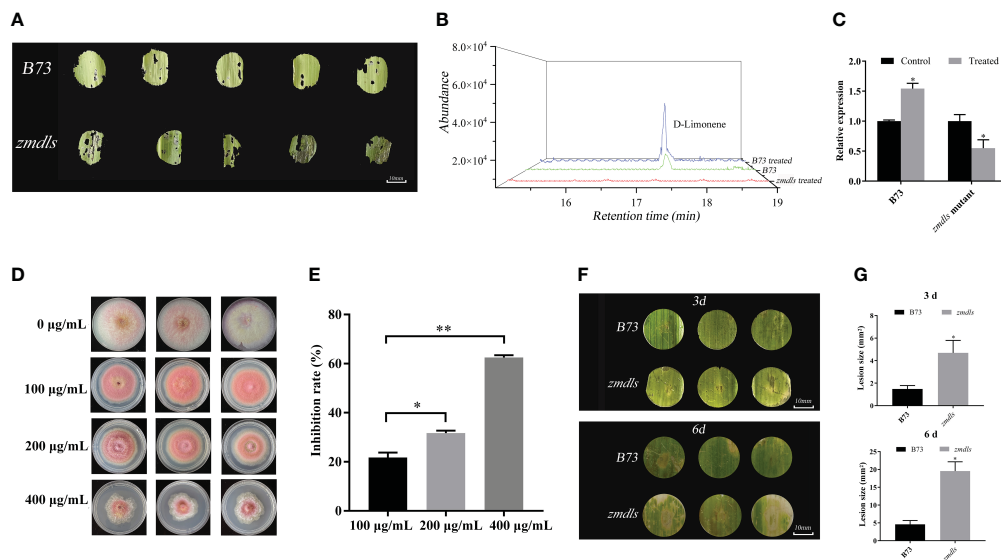 A
B73
zmdls
10mm
B
8.0×10⁴
6.0×10⁴
4.0×10⁴
2.0×10⁴
Abundance
D-Limonene
B73 treated
B73
zmdls treated
16 17 18 19
Retention time (min)
C
Control Treated
2.0
1.5
1.0
0.5
0.0
Relative expression
* *
B73 zmdls mutant
D
0 μg/mL
100 μg/mL
200 μg/mL
400 μg/mL
E
80
60
40
20
0
Inhibition rate (%)
**
*
100 μg/mL 200 μg/mL 400 μg/mL
F
3d
B73
zmdls
10mm
6d
B73
zmdls
10mm
G
3 d
B73 zmdls
8
6
4
2
0
Lesion size (mm²)
*
B73 zmdls
6 d
B73 zmdls
25
20
15
10
5
0
Lesion size (mm²)
*
B73 zmdls